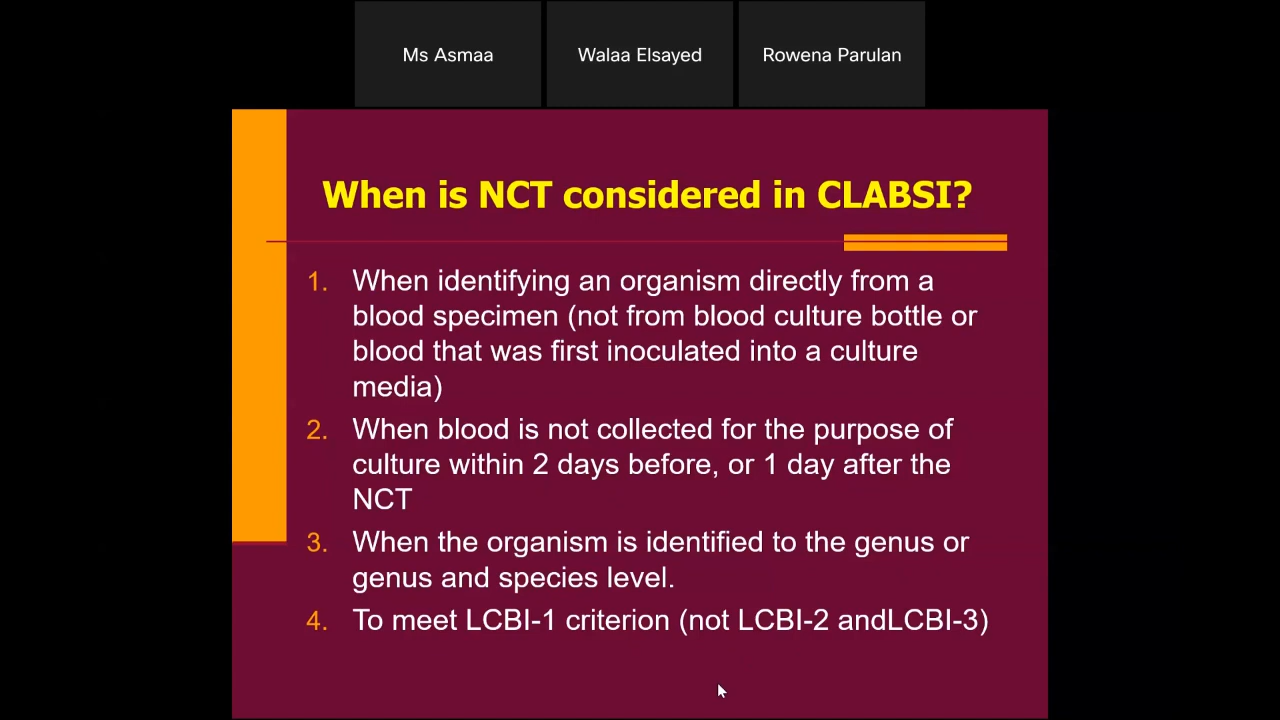 Ms Asmaa
Walaa Elsayed
Rowena Parulan
When is NCT considered in CLABSI?
1. When identifying an organism directly from a
blood specimen (not from blood culture bottle or
blood that was first inoculated into a culture
media)
2. When blood is not collected for the purpose of
culture within 2 days before, or 1 day after the
NCT
3. When the organism is identified to the genus or
genus and species level.
4. To meet LCBI-1 criterion (not LCBI-2 andLCBI-3)